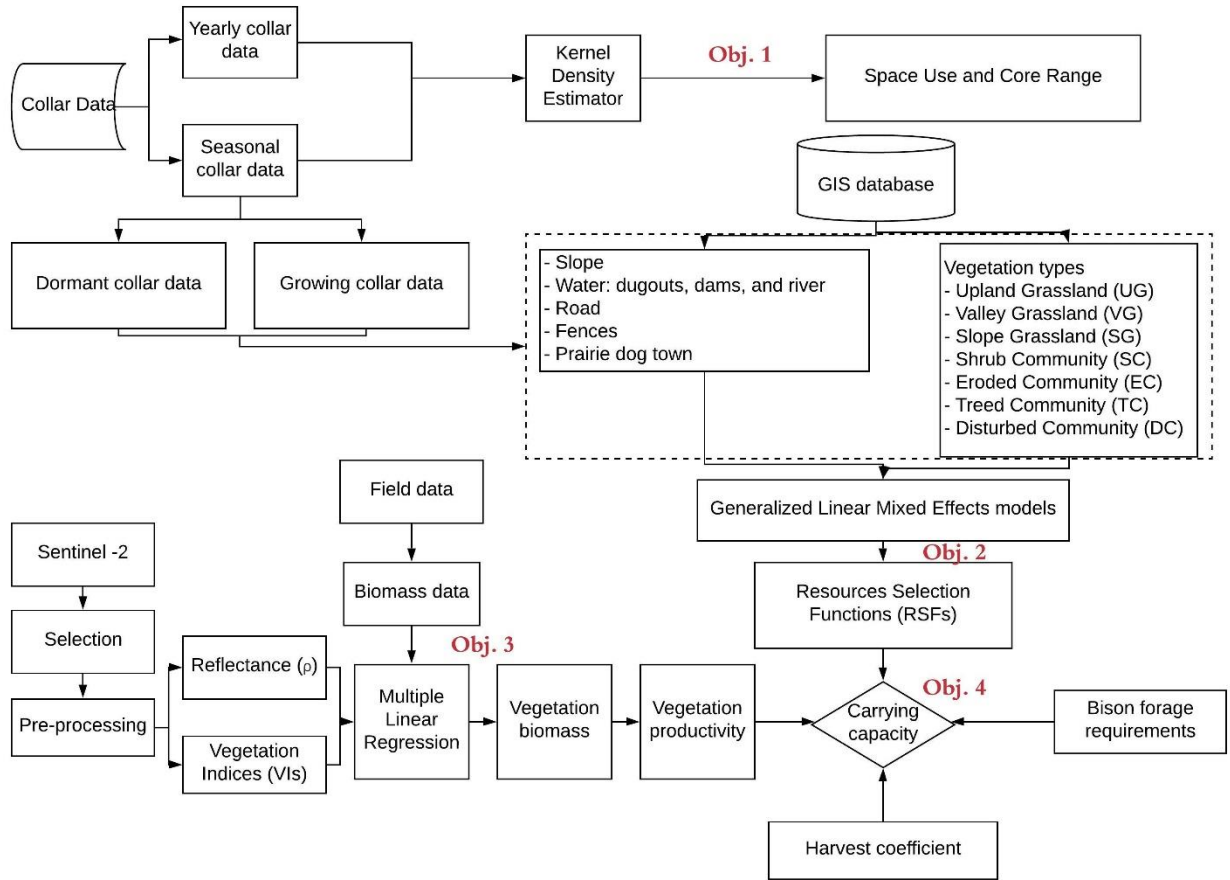 Yearly collar
data
Collar Data
Seasonal
collar data
Kernel
Density
Estimator
Obj. 1
Space Use and Core Range
GIS database
Dormant collar data
Growing collar data
- Slope
- Water: dugouts, dams, and river
- Road
- Fences
- Prairie dog town
Vegetation types
- Upland Grassland (UG)
- Valley Grassland (VG)
- Slope Grassland (SG)
- Shrub Community (SC)
- Eroded Community (EC)
- Treed Community (TC)
- Disturbed Community (DC)
Generalized Linear Mixed Effects models
Obj. 2
Resources Selection
Functions (RSFs)
Field data
Biomass data
Sentinel -2
Selection
Pre-processing
Reflectance (ρ)
Vegetation
Indices (VIs)
Obj. 3
Multiple
Linear
Regression
Vegetation
biomass
Vegetation
productivity
Obj. 4
Carrying
capacity
Bison forage
requirements
Harvest coefficient